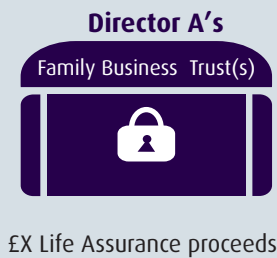 Director A's
Family Business Trust(s)
£X Life Assurance proceeds